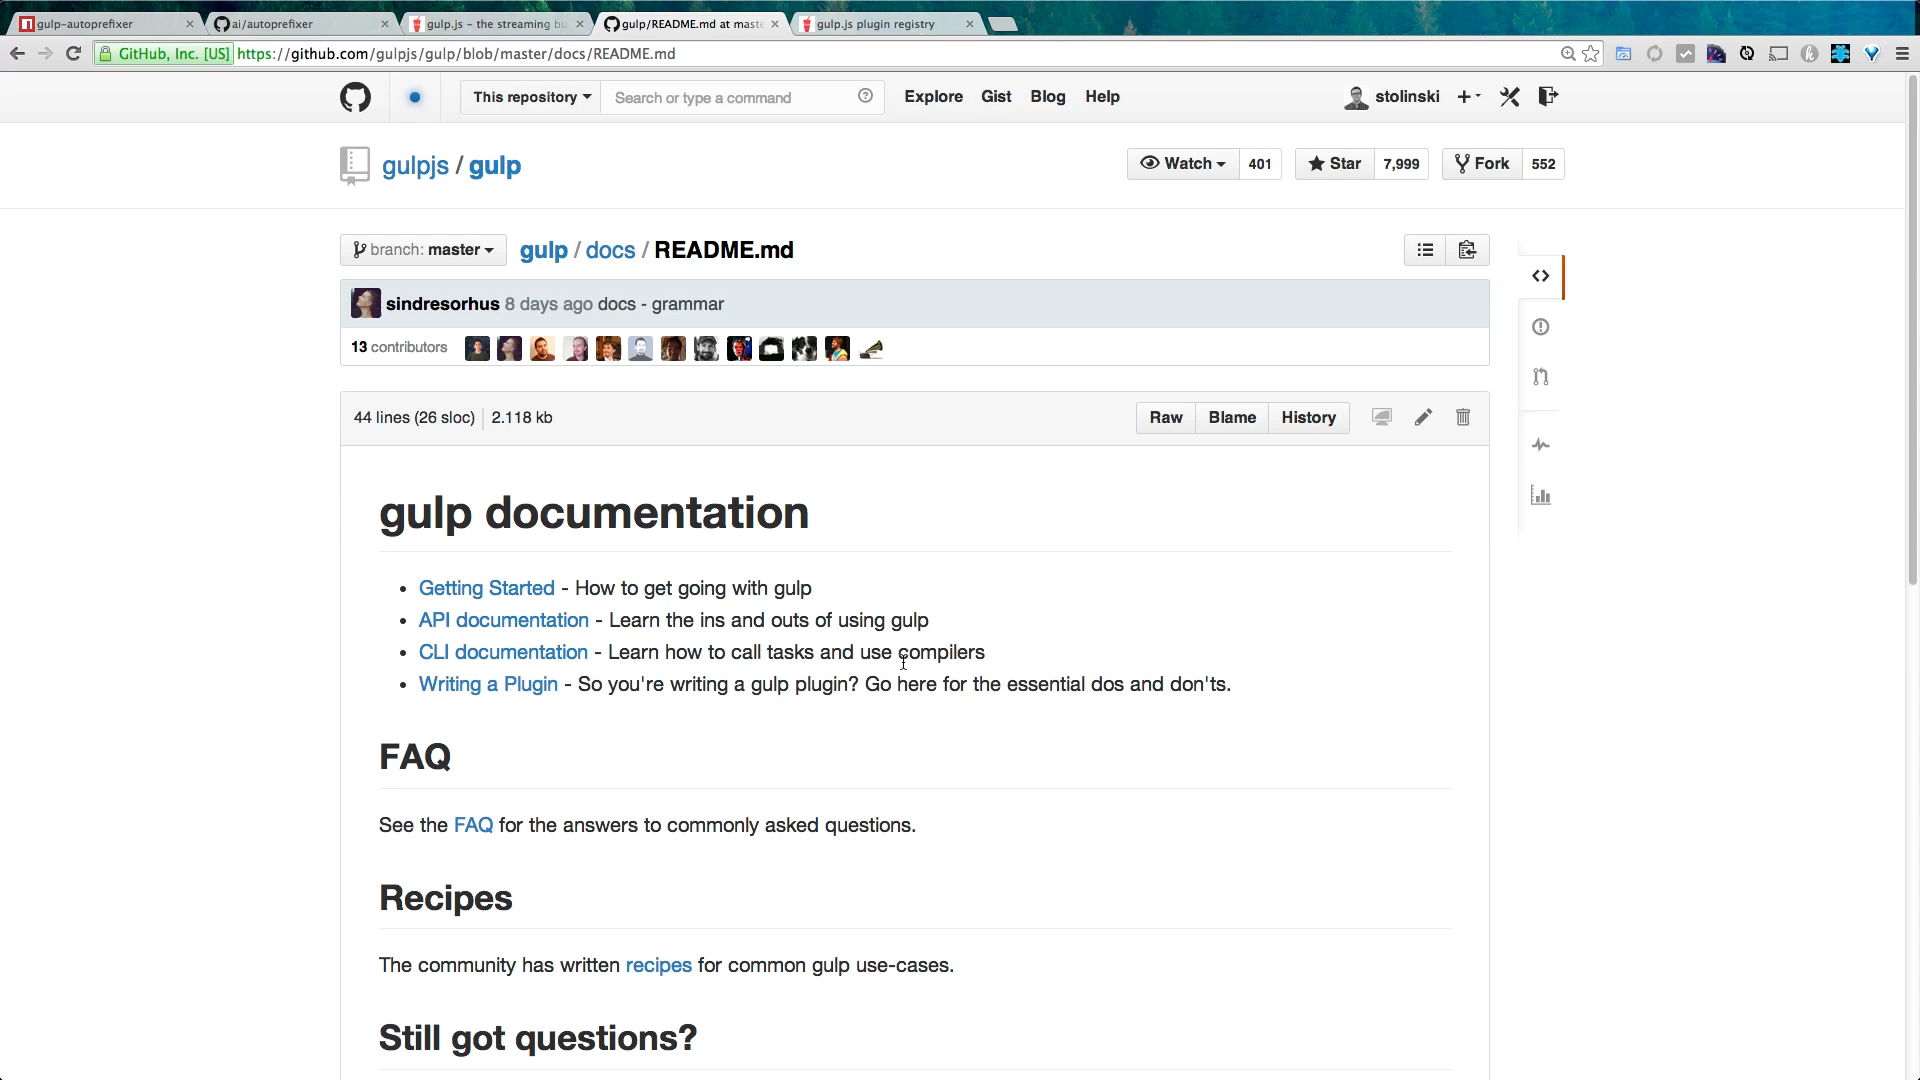 gulp-autoprefixer
ai/autoprefixer
gulp.js – the streaming bu
gulp/README.md at maste
gulp.js plugin registry
GitHub, Inc. [US] https://github.com/gulpjs/gulp/blob/master/docs/README.md
This repository
Search or type a command
Explore Gist Blog Help
stolinski
gulpjs / gulp
Watch 401
Star 7,999
Fork 552
branch: master
gulp / docs / README.md
sindresorhus 8 days ago docs - grammar
13 contributors
44 lines (26 sloc) 2.118 kb
Raw Blame History
gulp documentation
• Getting Started - How to get going with gulp
• API documentation - Learn the ins and outs of using gulp
• CLI documentation - Learn how to call tasks and use compilers
• Writing a Plugin - So you're writing a gulp plugin? Go here for the essential dos and don'ts.
FAQ
See the FAQ for the answers to commonly asked questions.
Recipes
The community has written recipes for common gulp use-cases.
Still got questions?